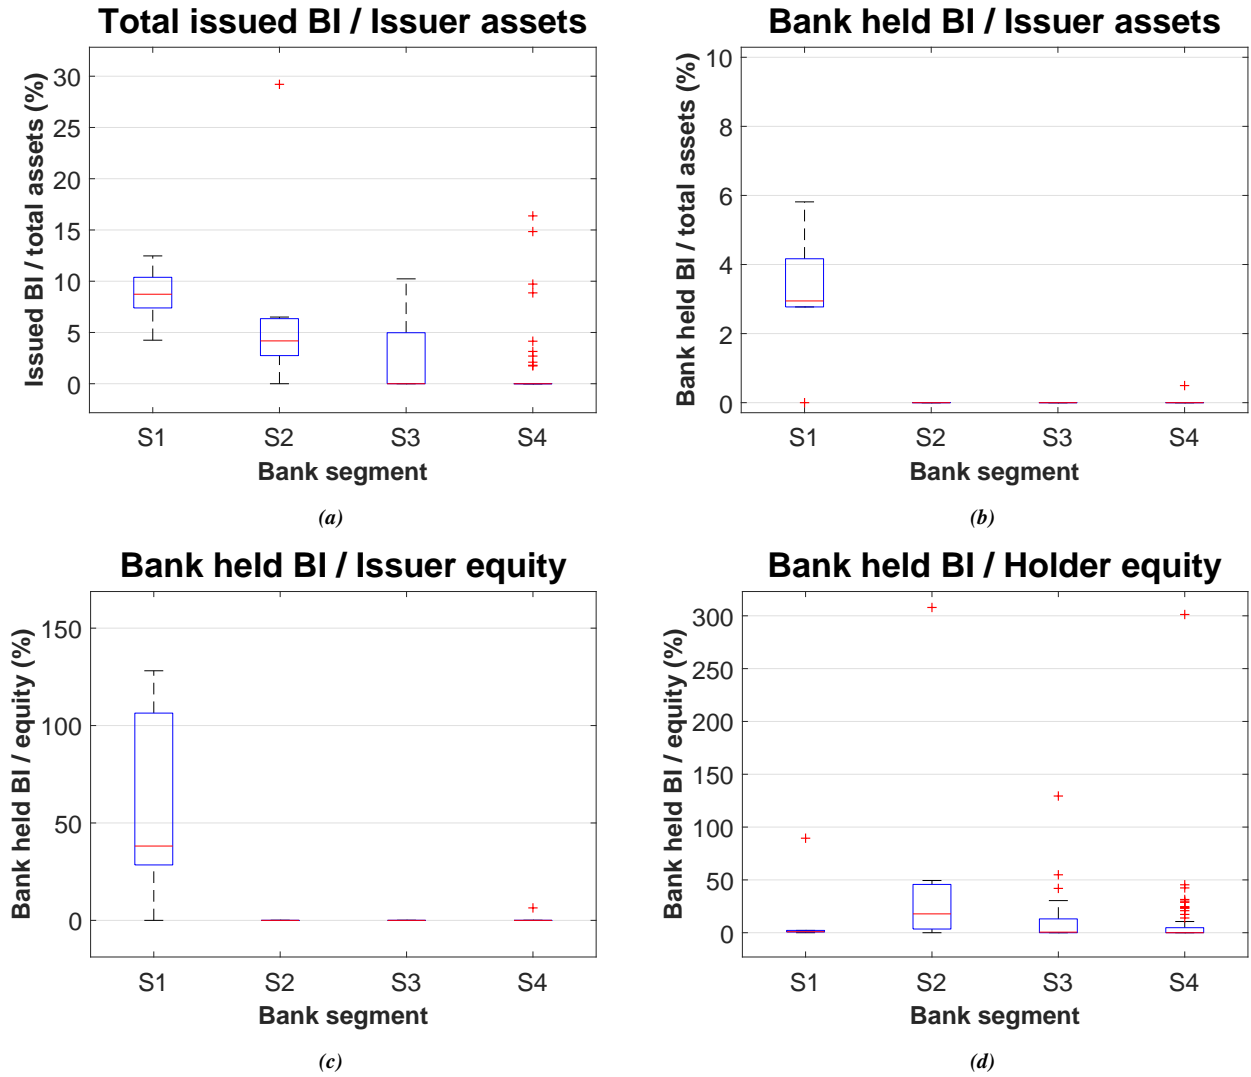 Total issued BI / Issuer assets
Issued BI / total assets (%)
30
25
20
15
10
5
0
S1 S2 S3 S4
Bank segment
(a)
Bank held BI / Issuer assets
Bank held BI / total assets (%)
10
8
6
4
2
0
S1 S2 S3 S4
Bank segment
(b)
Bank held BI / Issuer equity
Bank held BI / equity (%)
150
100
50
0
S1 S2 S3 S4
Bank segment
(c)
Bank held BI / Holder equity
Bank held BI / equity (%)
300
250
200
150
100
50
0
S1 S2 S3 S4
Bank segment
(d)